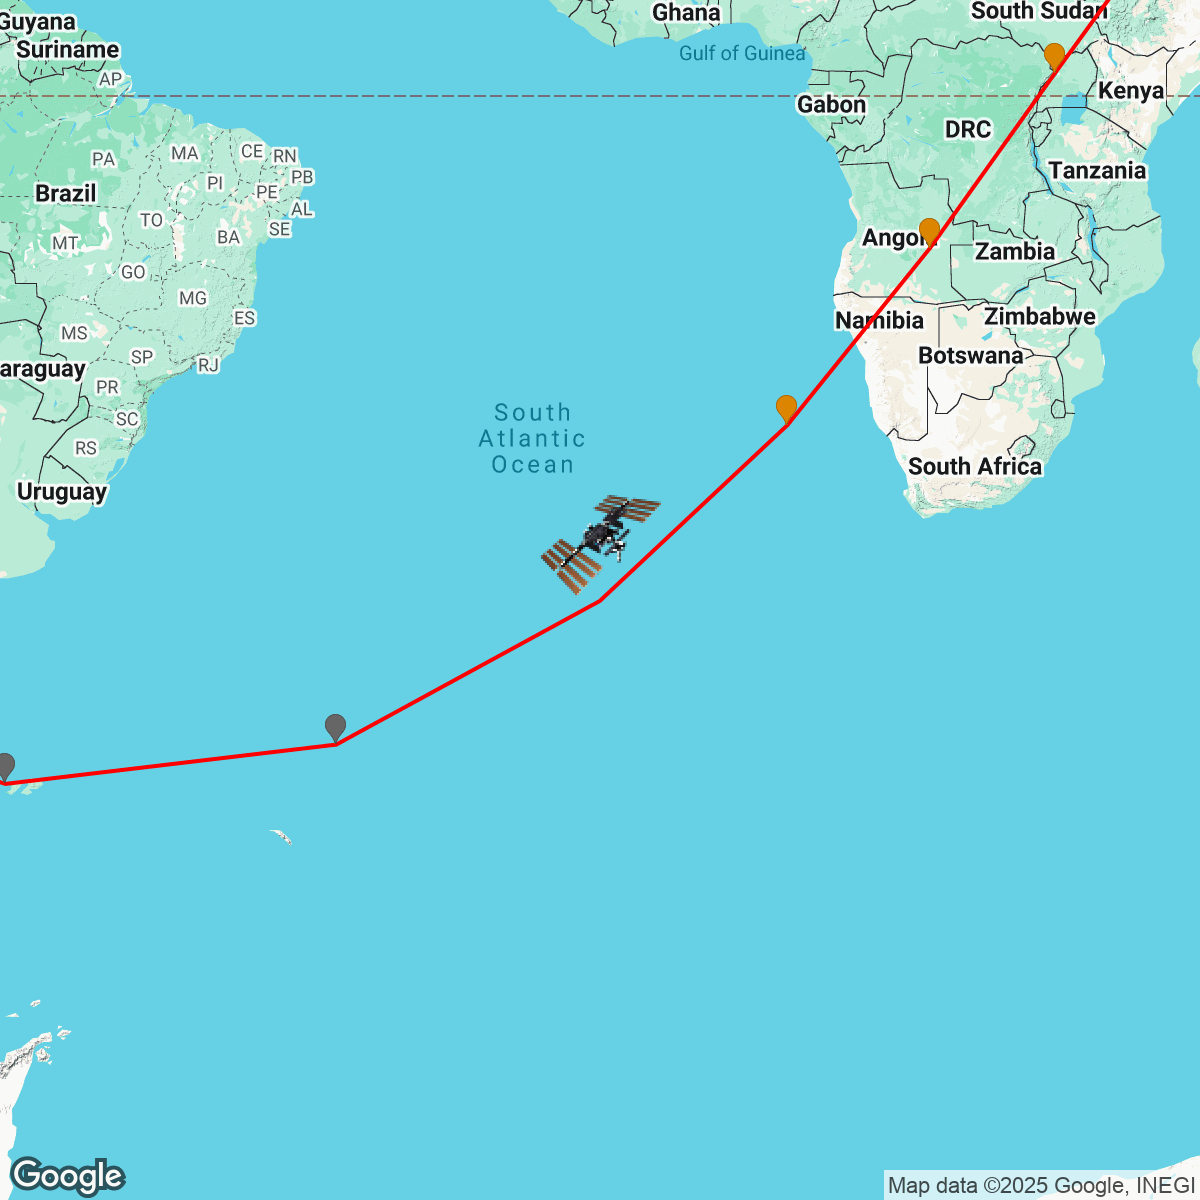 Guyana
Suriname
AP
Ghana
South Sudan
Gulf of Guinea
Gabon
Kenya
DRC
PA
MA
CE
RN
PI
PE
PB
Brazil
TO
AL
SE
BA
MT
Tanzania
Angol
Zambia
GO
MG
ES
MS
Namibia
Zimbabwe
SP
RJ
Botswana
araguay
PR
SC
RS
South
Atlantic
Ocean
Uruguay
South Africa
Google
Map data ©2025 Google, INEGI